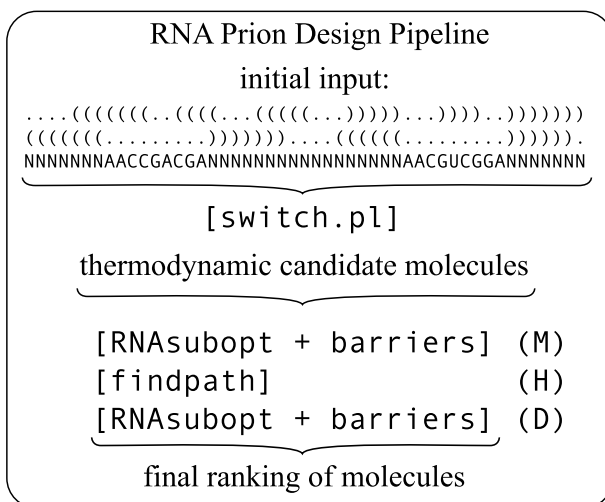 RNA Prion Design Pipeline
initial input:
....(((((((..((((...(((((...)))))...))))..)))))))
(((((((.........)))))))....((((((.........)))))).
NNNNNNNAACCGACGANNNNNNNNNNNNNNNNNAACGUCGGANNNNNNN
[switch.pl]
thermodynamic candidate molecules
[RNAsubopt + barriers] (M)
[findpath] (H)
[RNAsubopt + barriers] (D)
final ranking of molecules